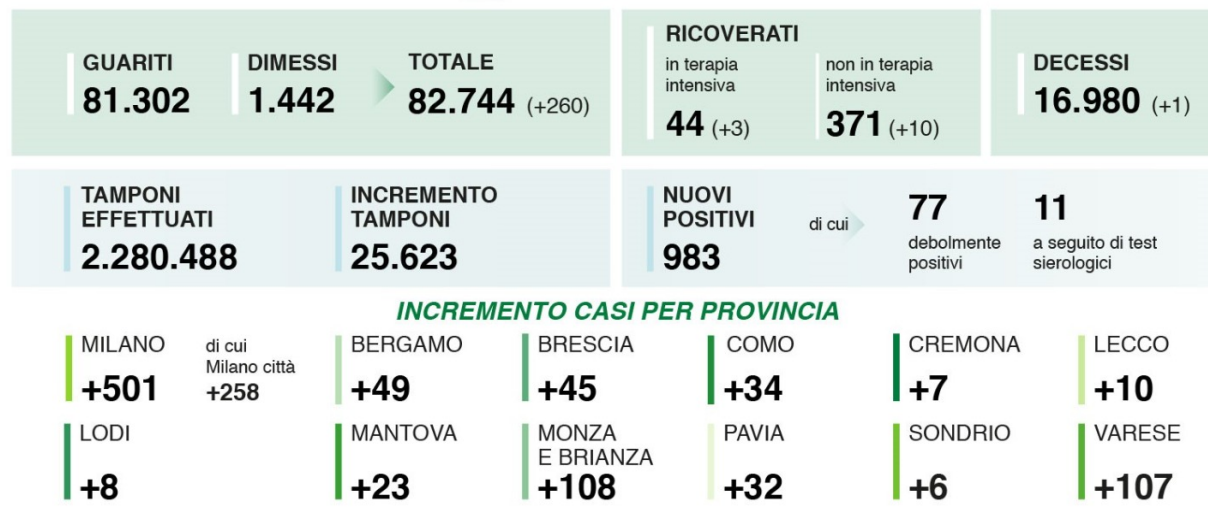 GUARITI
81.302
DIMESSI
1.442
TOTALE
82.744 (+260)
RICOVERATI
in terapia
intensiva
44 (+3)
non in terapia
intensiva
371 (+10)
DECESSI
16.980 (+1)
TAMPONI
EFFETTUATI
2.280.488
INCREMENTO
TAMPONI
25.623
NUOVI
POSITIVI
983
di cui
77
debolmente
positivi
11
a seguito di test
sierologici
INCREMENTO CASI PER PROVINCIA
MILANO
+501
di cui
Milano città
+258
BERGAMO
+49
BRESCIA
+45
COMO
+34
CREMONA
+7
LECCO
+10
LODI
+8
MANTOVA
+23
MONZA
E BRIANZA
+108
PAVIA
+32
SONDRIO
+6
VARESE
+107